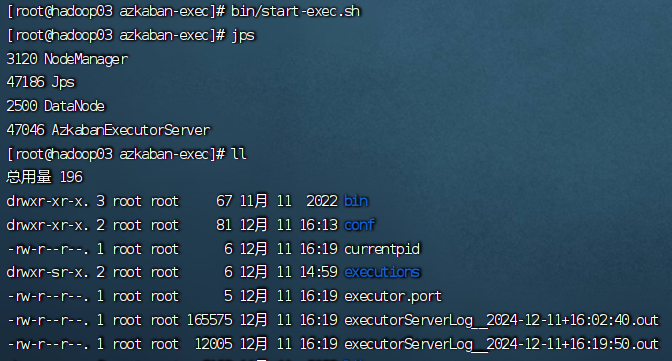 [root@hadoop03 azkaban-exec]# bin/start-exec.sh
[root@hadoop03 azkaban-exec]# jps
3120 NodeManager
47186 Jps
2500 DataNode
47046 AzkabanExecutorServer
[root@hadoop03 azkaban-exec]# ll
总用量 196
drwxr-xr-x. 3 root root     67 11月 11  2022 bin
drwxr-xr-x. 2 root root     81 12月 11 16:13 conf
-rw-r--r--. 1 root root      6 12月 11 16:19 currentpid
drwxr-sr-x. 2 root root      6 12月 11 14:59 executions
-rw-r--r--. 1 root root      5 12月 11 16:19 executor.port
-rw-r--r--. 1 root root 165575 12月 11 16:19 executorServerLog__2024-12-11+16:02:40.out
-rw-r--r--. 1 root root  12005 12月 11 16:19 executorServerLog__2024-12-11+16:19:50.out